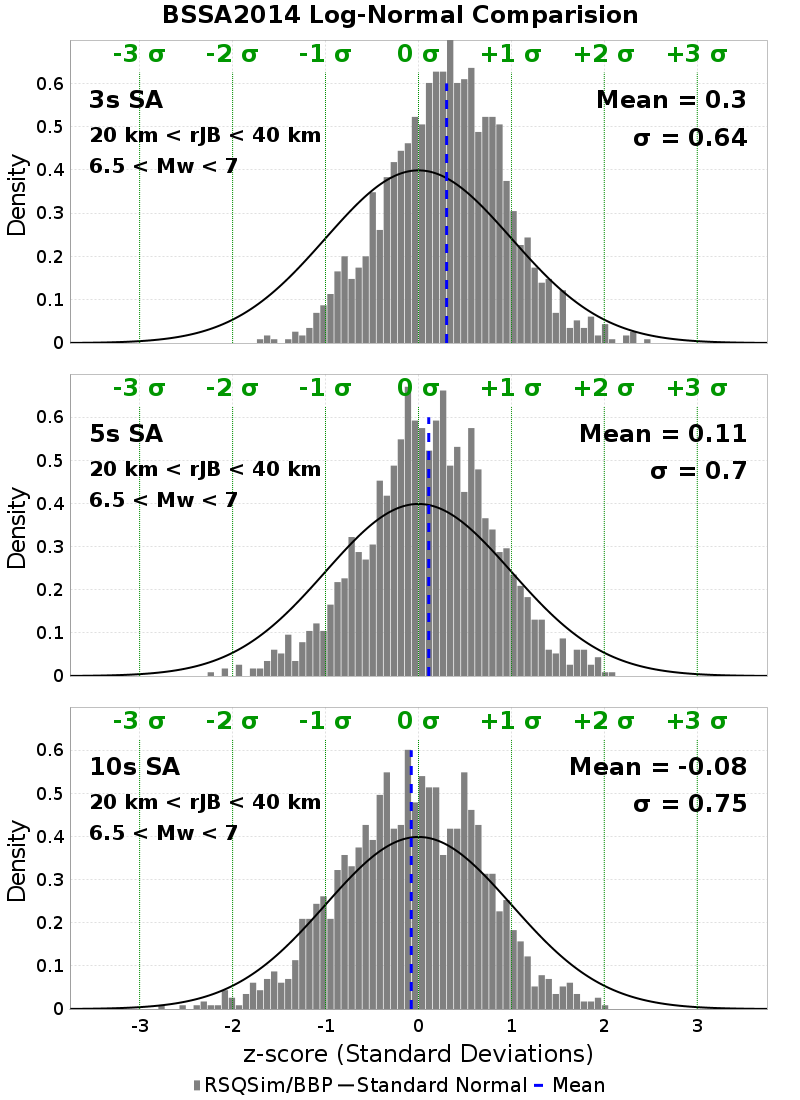 BSSA2014 Log-Normal Comparision
-3 σ -2 σ -1 σ 0 σ +1 σ +2 σ +3 σ
3s SA
Mean = 0.3
20 km < rJB < 40 km
σ = 0.64
6.5 < Mw < 7
Density
0.6
0.5
0.4
0.3
0.2
0.1
0
-3 σ -2 σ -1 σ 0 σ +1 σ +2 σ +3 σ
5s SA
Mean = 0.11
20 km < rJB < 40 km
σ = 0.7
6.5 < Mw < 7
Density
0.6
0.5
0.4
0.3
0.2
0.1
0
-3 σ -2 σ -1 σ 0 σ +1 σ +2 σ +3 σ
10s SA
Mean = -0.08
20 km < rJB < 40 km
σ = 0.75
6.5 < Mw < 7
Density
0.6
0.5
0.4
0.3
0.2
0.1
0
-3 -2 -1 0 1 2 3
z-score (Standard Deviations)
RSQSim/BBP Standard Normal Mean